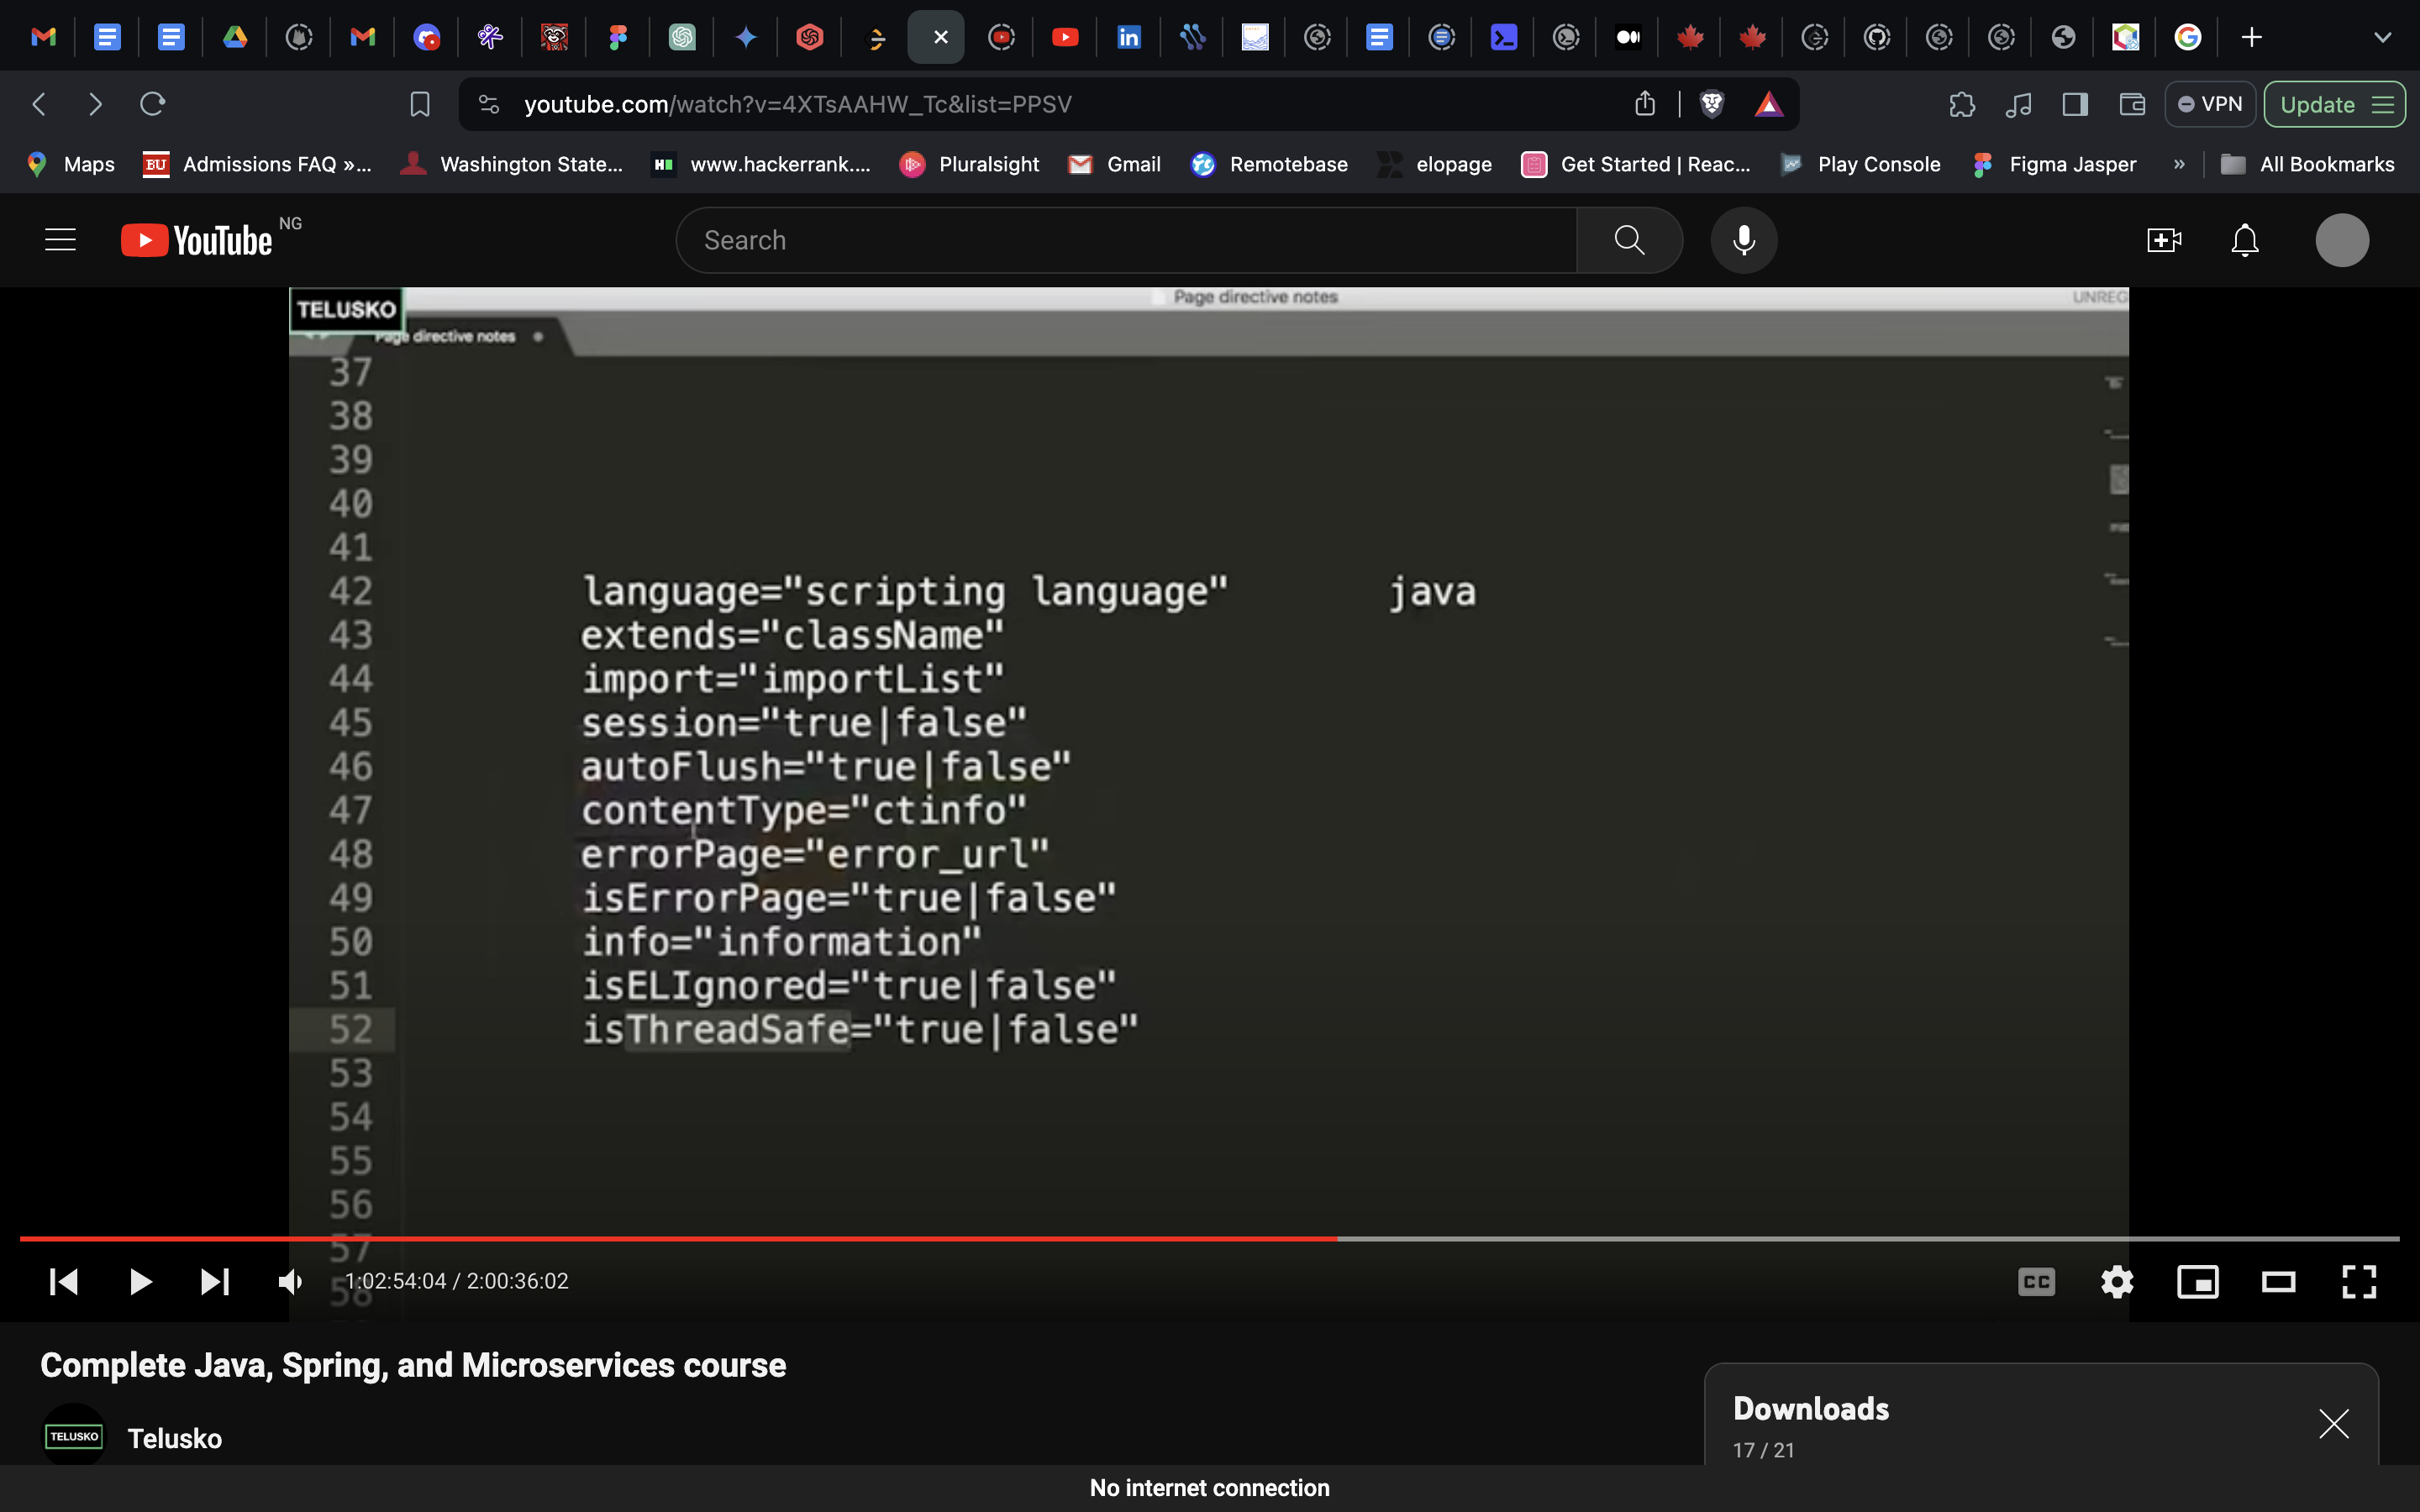 youtube.com/watch?v=4XTsAAHW_Tc&list=PPSV
VPN
Update
Maps
BU
Admissions FAQ »...
Washington State...
www.hackerrank....
Pluralsight
Gmail
Remotebase
elopage
Get Started | Reac...
Play Console
Figma Jasper
»
All Bookmarks
YouTube NG
Search
TELUSKO
Page directive notes
UNREG
Page directive notes
37
38
39
40
41
42 language="scripting language" java
43 extends="className"
44 import="importList"
45 session="true|false"
46 autoFlush="true|false"
47 contentType="ctinfo"
48 errorPage="error_url"
49 isErrorPage="true|false"
50 info="information"
51 isELIgnored="true|false"
52 isThreadSafe="true|false"
53
54
55
56
57
58
1:02:54:04 / 2:00:36:02
CC
Complete Java, Spring, and Microservices course
TELUSKO
Telusko
Downloads
17 / 21
No internet connection